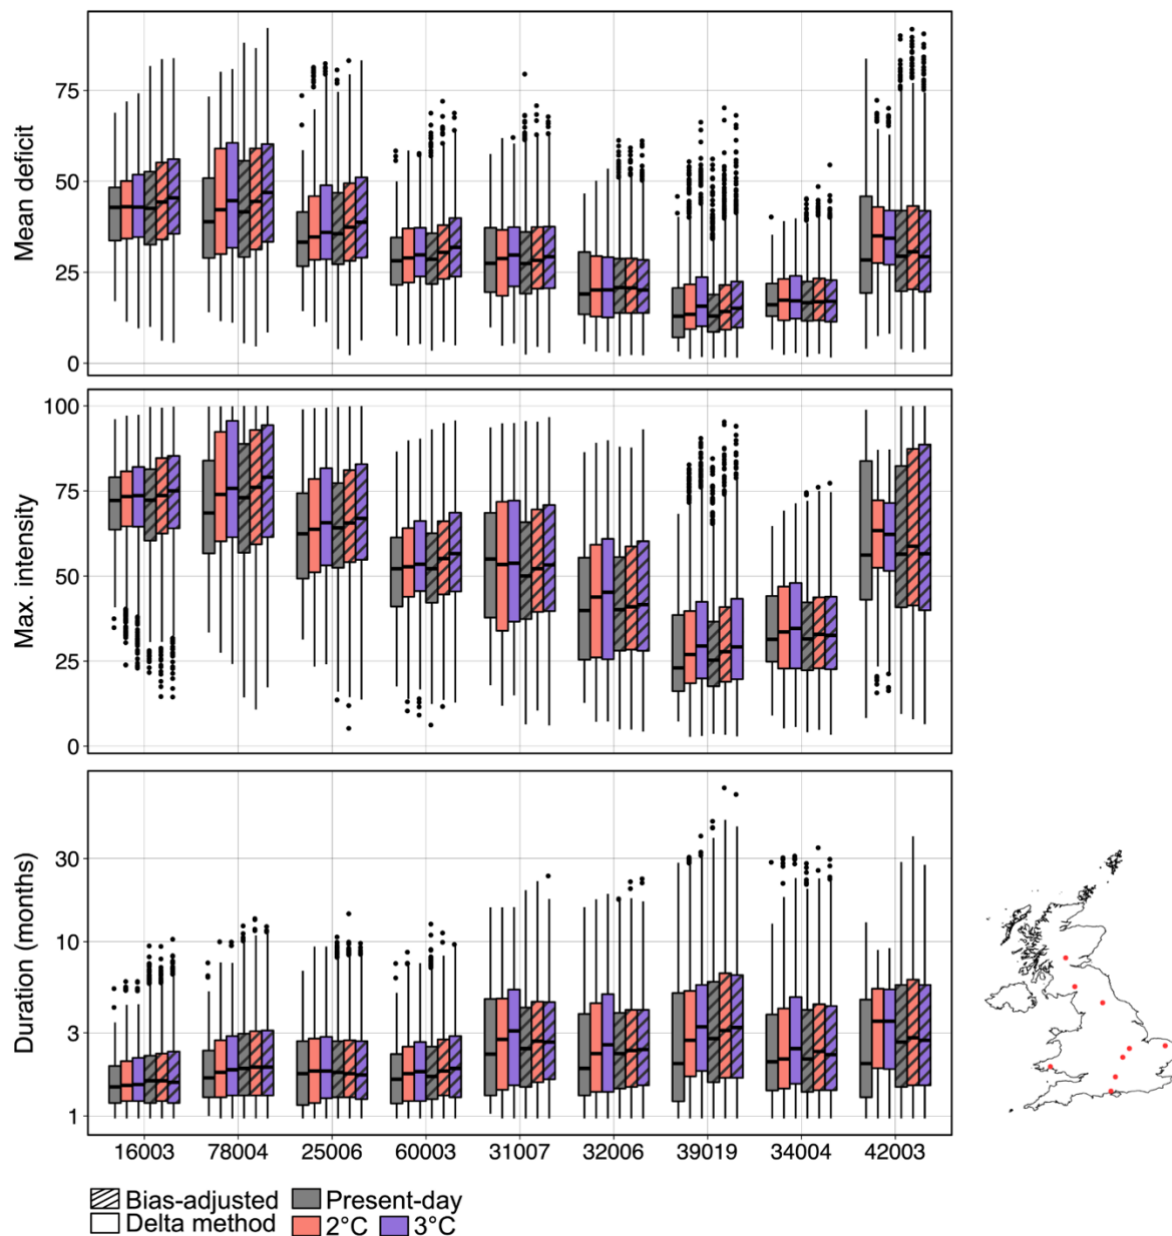 Mean deficit
75
50
25
0
Max. intensity
100
75
50
25
0
Duration (months)
30
10
3
1
16003 78004 25006 60003 31007 32006 39019 34004 42003
Bias-adjusted Present-day
Delta method 2°C 3°C